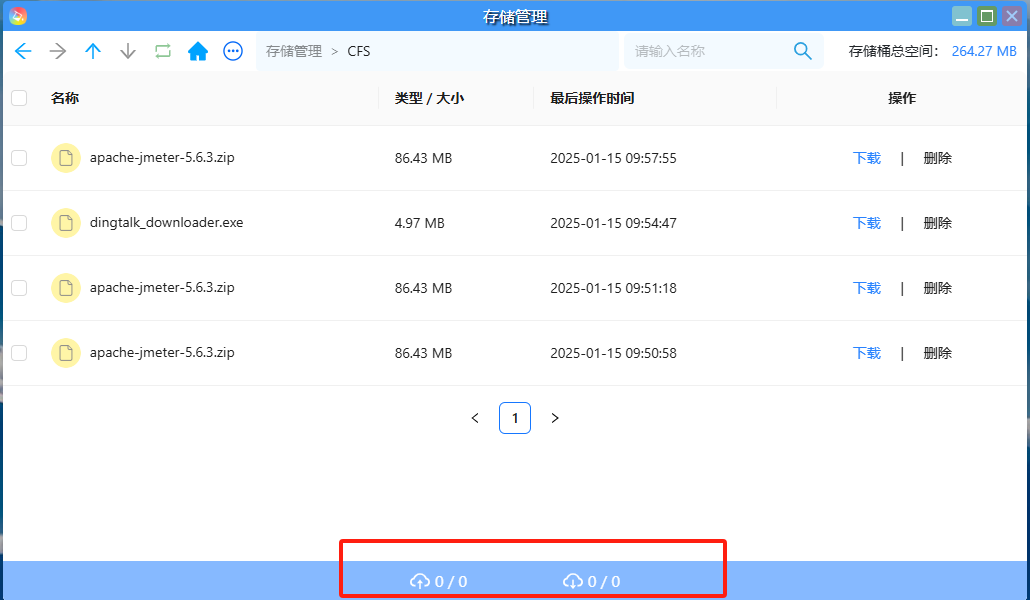 存储管理
存储管理 > CFS 请输入名称 存储桶总空间： 264.27 MB
名称 类型 / 大小 最后操作时间 操作
apache-jmeter-5.6.3.zip 86.43 MB 2025-01-15 09:57:55 下载 | 删除
dingtalk_downloader.exe 4.97 MB 2025-01-15 09:54:47 下载 | 删除
apache-jmeter-5.6.3.zip 86.43 MB 2025-01-15 09:51:18 下载 | 删除
apache-jmeter-5.6.3.zip 86.43 MB 2025-01-15 09:50:58 下载 | 删除
< 1 >
0 / 0 0 / 0